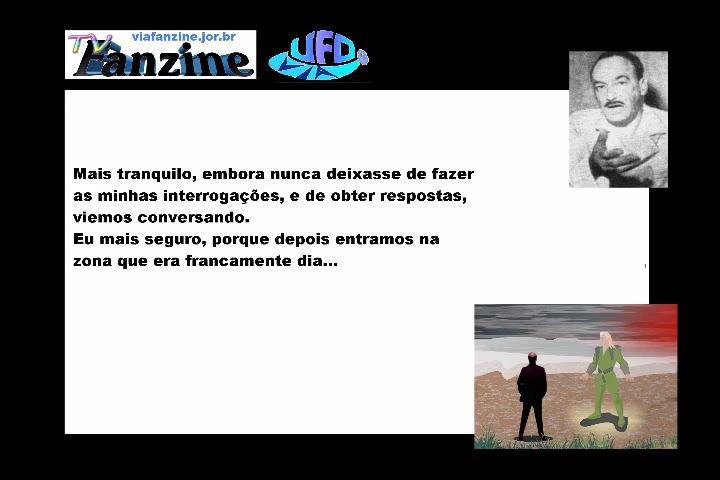 viafanzine.jor.br
TV
Fanzine
UFO
VIA
Mais tranquilo, embora nunca deixasse de fazer
as minhas interrogações, e de obter respostas,
viemos conversando.
Eu mais seguro, porque depois entramos na
zona que era francamente dia...